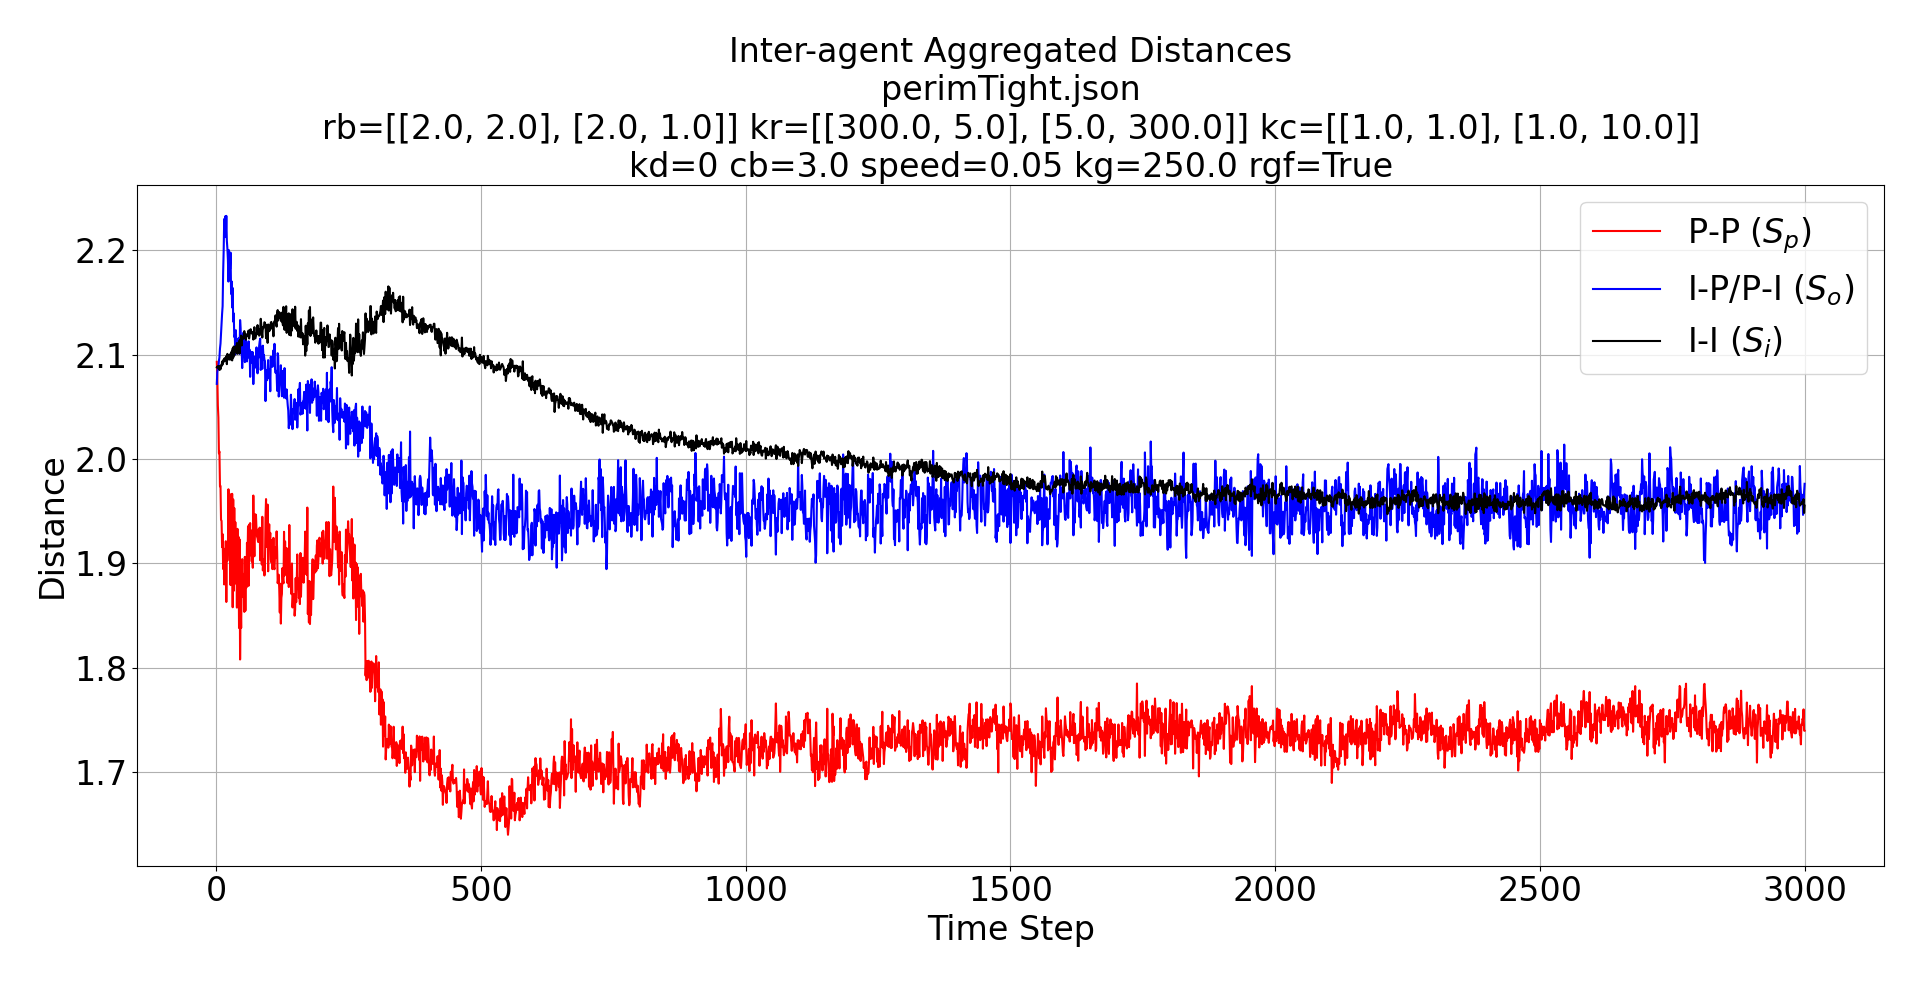 Inter-agent Aggregated Distances
perimTight.json
rb=[[2.0, 2.0], [2.0, 1.0]] kr=[[300.0, 5.0], [5.0, 300.0]] kc=[[1.0, 1.0], [1.0, 10.0]]
kd=0 cb=3.0 speed=0.05 kg=250.0 rgf=True
P-P (Sp)
I-P/P-I (So)
I-I (Si)
Distance
2.2
2.1
2.0
1.9
1.8
1.7
0 500 1000 1500 2000 2500 3000
Time Step